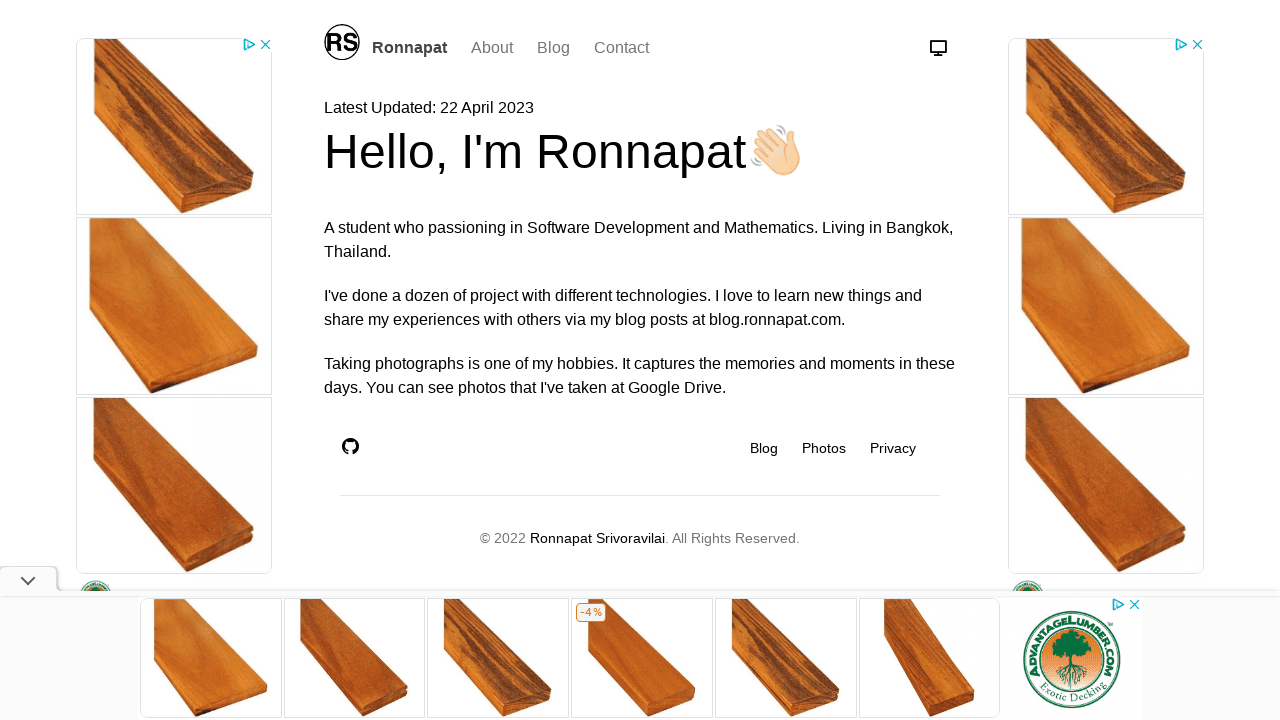 RS
Ronnapat About Blog Contact
Latest Updated: 22 April 2023
Hello, I'm Ronnapat👋🏻
A student who passioning in Software Development and Mathematics. Living in Bangkok,
Thailand.
I've done a dozen of project with different technologies. I love to learn new things and
share my experiences with others via my blog posts at blog.ronnapat.com.
Taking photographs is one of my hobbies. It captures the memories and moments in these
days. You can see photos that I've taken at Google Drive.
Blog Photos Privacy
© 2022 Ronnapat Srivoravilai. All Rights Reserved.
-4%
ADVANTAGELUMBER.COM
TM
Exotic Decking